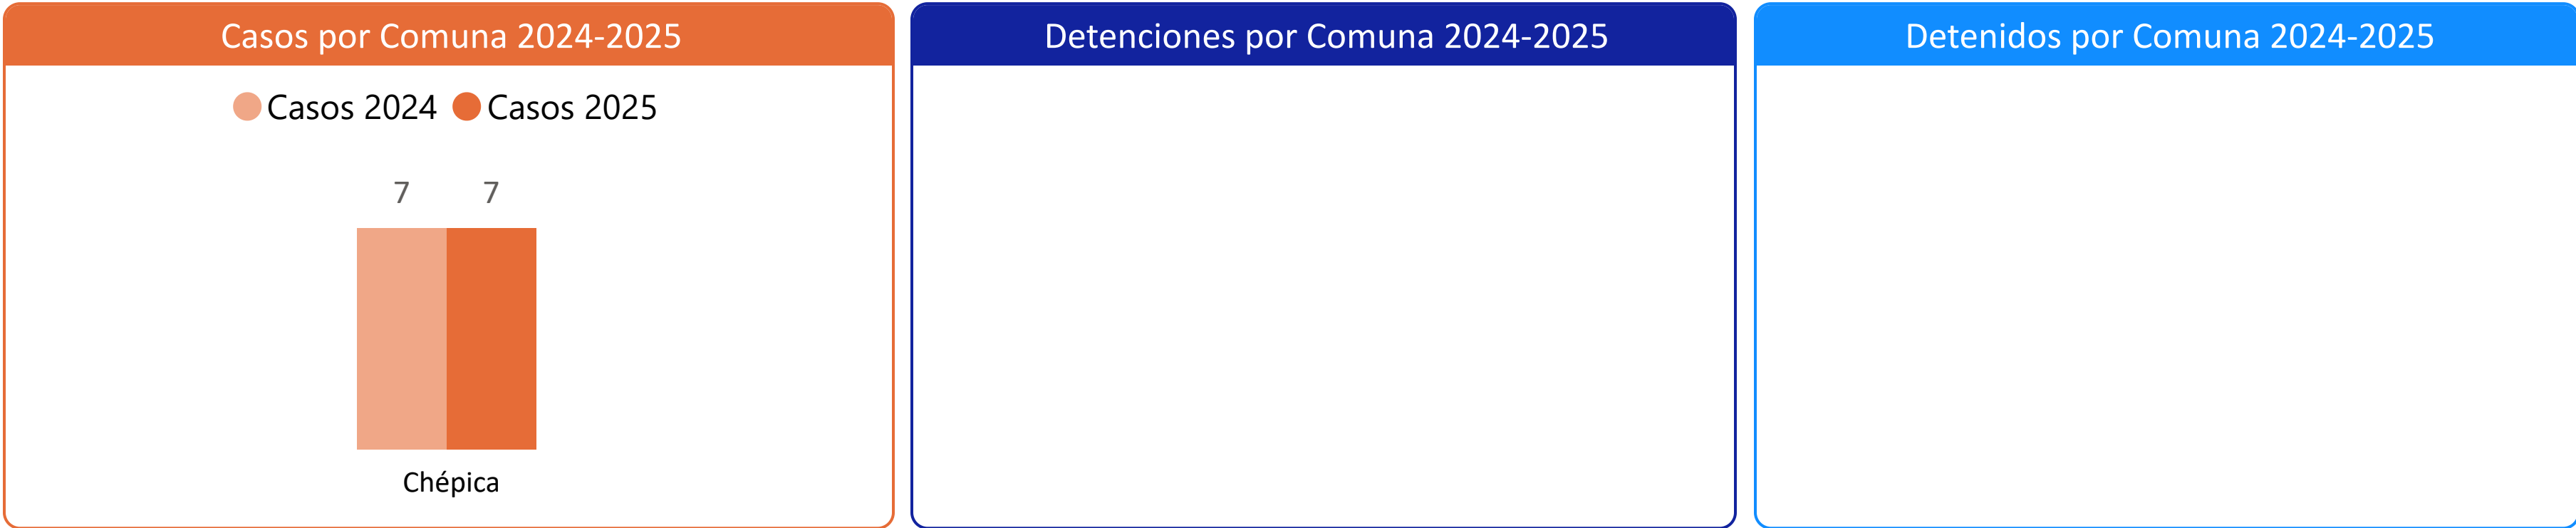 Casos por Comuna 2024-2025
Casos 2024 Casos 2025
7 7
Chépica
Detenciones por Comuna 2024-2025
Detenidos por Comuna 2024-2025